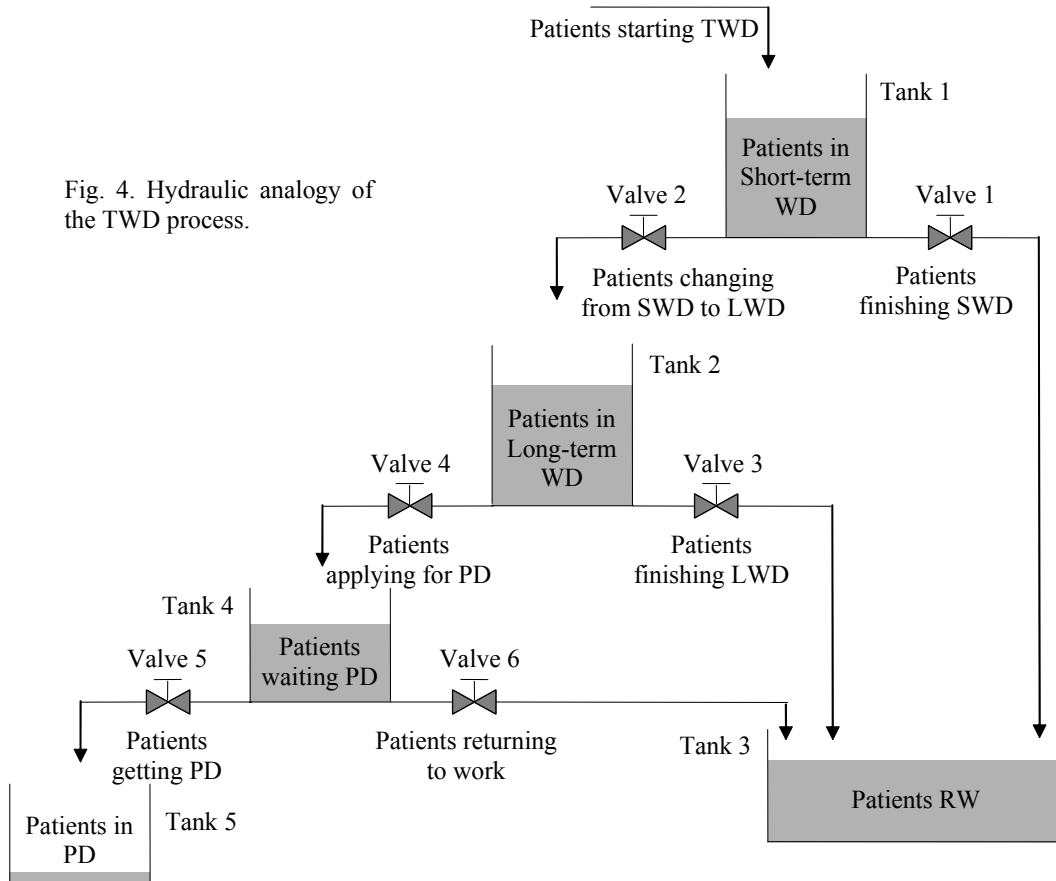 Patients starting TWD
Tank 1
Patients in
Short-term
WD
Fig. 4. Hydraulic analogy of
the TWD process.
Valve 2
Valve 1
Patients changing
from SWD to LWD
Patients
finishing SWD
Tank 2
Patients in
Long-term
WD
Valve 4
Valve 3
Patients
applying for PD
Patients
finishing LWD
Tank 4
Patients
waiting PD
Valve 5
Valve 6
Patients
getting PD
Patients returning
to work
Tank 3
Patients RW
Patients in
PD
Tank 5